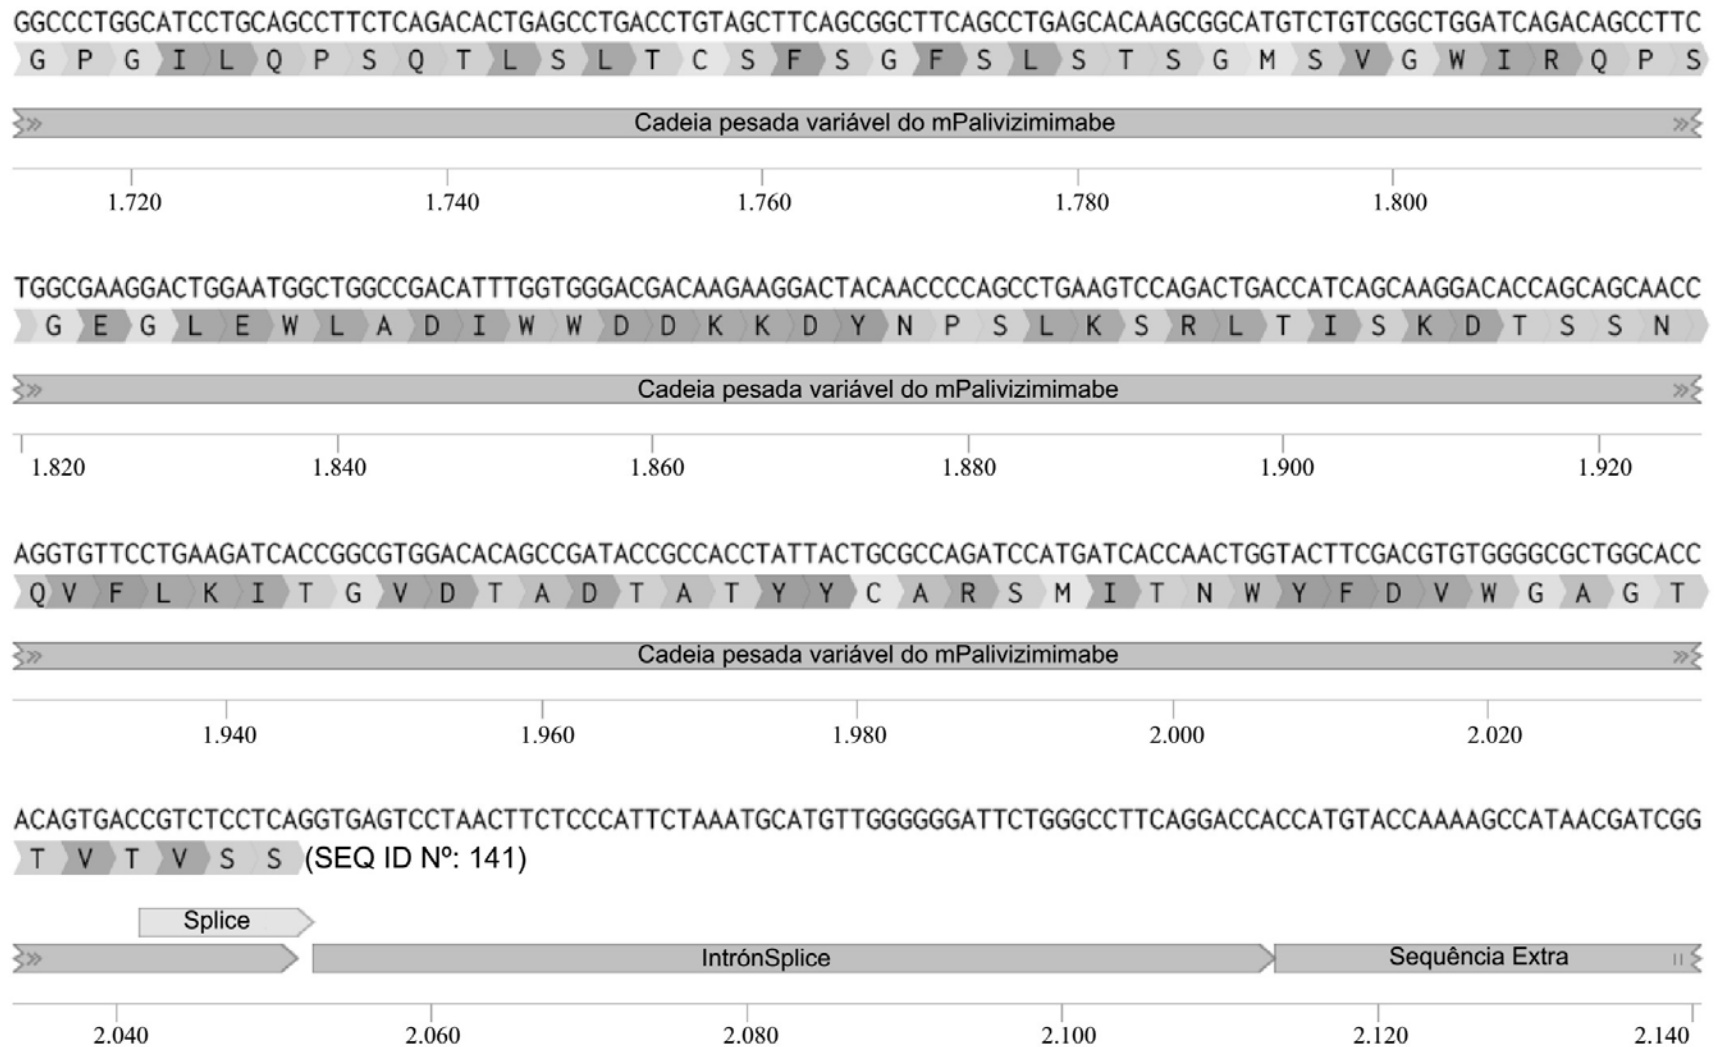 GGCCCTGGCATCCTGCAGCCTTCTCAGACACTGAGCCTGACCTGTAGCTTCAGCGGCTTCAGCCTGAGCACAAGCGGCATGTCTGTCGGCTGGATCAGACAGCCTTC
G P G I L Q P S Q T L S L T C S F S G F S L S T S G M S V G W I R Q P S
Cadeia pesada variável do mPalivizimimabe
1.720 1.740 1.760 1.780 1.800
TGGCGAAGGACTGGAATGGCTGGCCGACATTTGGTGGGACGACAAGAAGGACTACAACCCCAGCCTGAAGTCCAGACTGACCATCAGCAAGGACACCAGCAGCAACC
G E G L E W L A D I W W D D K K D Y N P S L K S R L T I S K D T S S N
Cadeia pesada variável do mPalivizimimabe
1.820 1.840 1.860 1.880 1.900 1.920
AGGTGTTCCTGAAGATCACCGGCGTGGACACAGCCGATACCGCCACCTATTACTGCGCCAGATCCATGATCACCAACTGGTACTTCGACGTGTGGGGCGCTGGCACC
Q V F L K I T G V D T A D T A T Y Y C A R S M I T N W Y F D V W G A G T
Cadeia pesada variável do mPalivizimimabe
1.940 1.960 1.980 2.000 2.020
ACAGTGACCGTCTCCTCAGGTGAGTCCTAACTTCTCCCATTCTAAATGCATGTTGGGGGGATTCTGGGCCTTCAGGACCACCATGTACCAAAAGCCATAACGATCGG
T V T V S S (SEQ ID Nº: 141)
Splice
IntrónSplice Sequência Extra
2.040 2.060 2.080 2.100 2.120 2.140